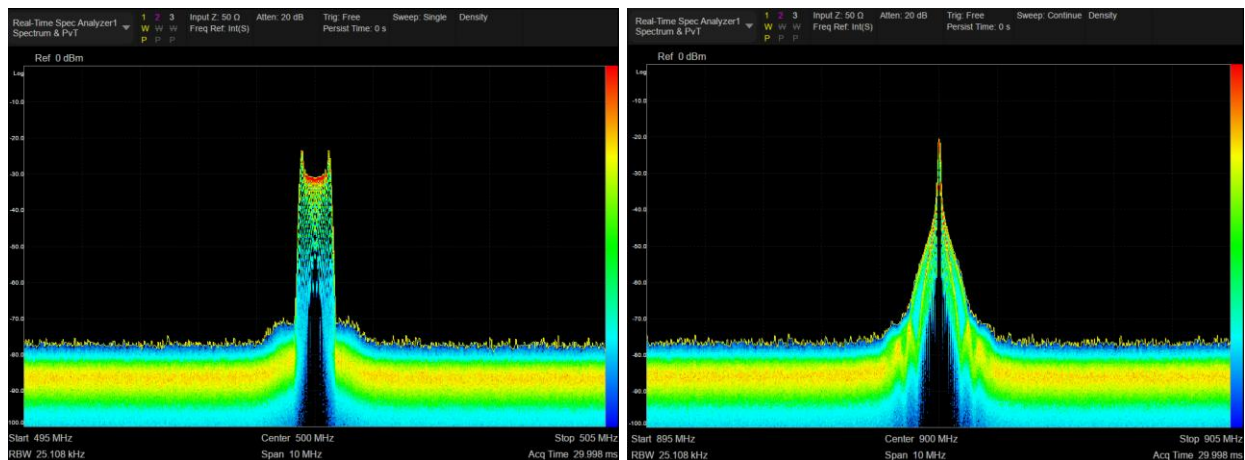 Real-Time Spec Analyzer1
Spectrum & PvT
1 2 3
W W W
P P P
Input Z: 50 Ω
Freq Ref: Int(S)
Atten: 20 dB
Trig: Free
Persist Time: 0 s
Sweep: Single
Density
Ref 0 dBm
Log
-10.0
-20.0
-30.0
-40.0
-50.0
-60.0
-70.0
-80.0
-90.0
-100.0
Start 495 MHz
Center 500 MHz
Stop 505 MHz
RBW 25.108 kHz
Span 10 MHz
Acq Time 29.998 ms
Real-Time Spec Analyzer1
Spectrum & PvT
1 2 3
W W W
P P P
Input Z: 50 Ω
Freq Ref: Int(S)
Atten: 20 dB
Trig: Free
Persist Time: 0 s
Sweep: Continue
Density
Ref 0 dBm
Log
-10.0
-20.0
-30.0
-40.0
-50.0
-60.0
-70.0
-80.0
-90.0
-100.0
Start 895 MHz
Center 900 MHz
Stop 905 MHz
RBW 25.108 kHz
Span 10 MHz
Acq Time 29.998 ms